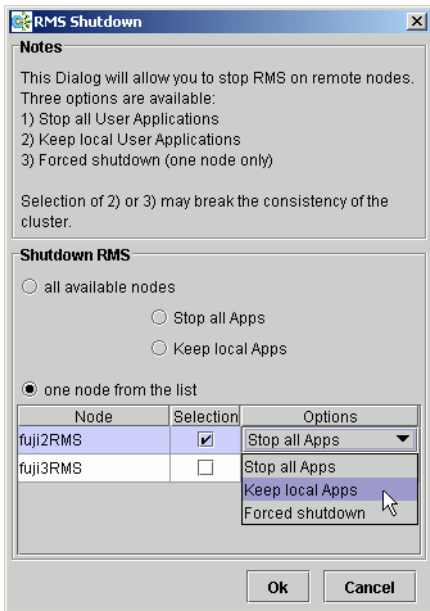 RMS Shutdown
Notes
This Dialog will allow you to stop RMS on remote nodes.
Three options are available:
1) Stop all User Applications
2) Keep local User Applications
3) Forced shutdown (one node only)
Selection of 2) or 3) may break the consistency of the
cluster.
Shutdown RMS
all available nodes
Stop all Apps
Keep local Apps
one node from the list
Node Selection Options
fuji2RMS Stop all Apps
fuji3RMS Stop all Apps
Keep local Apps
Forced shutdown
Ok Cancel